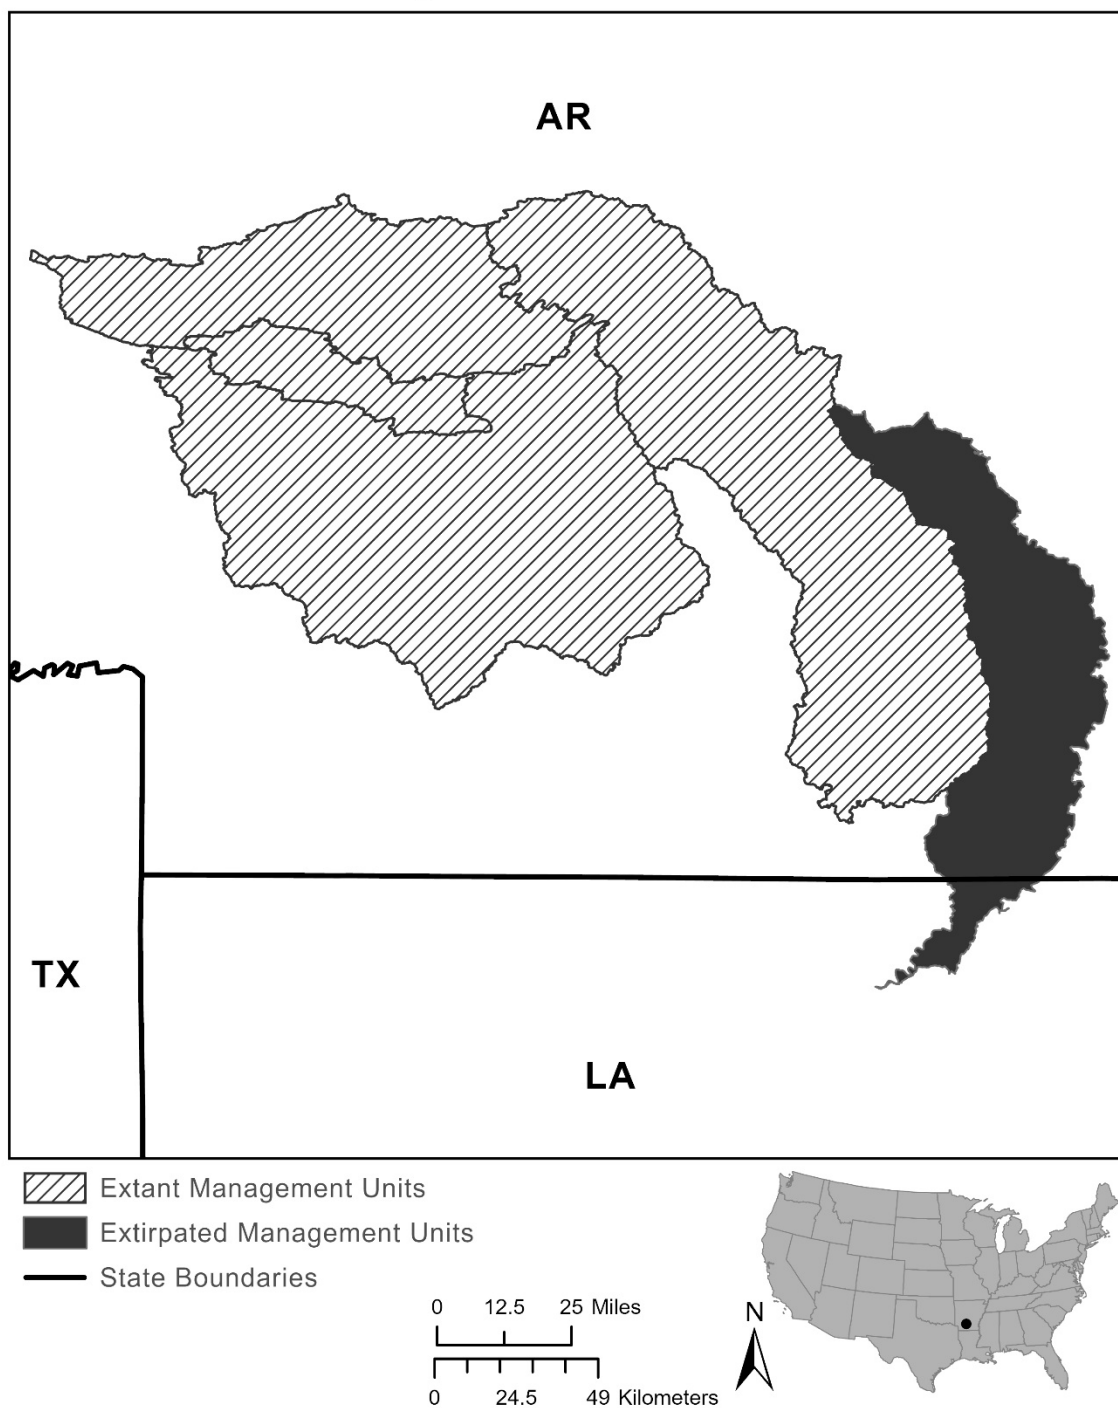 AR
TX
LA
Extant Management Units
Extirpated Management Units
State Boundaries
0 12.5 25 Miles
0 24.5 49 Kilometers
N